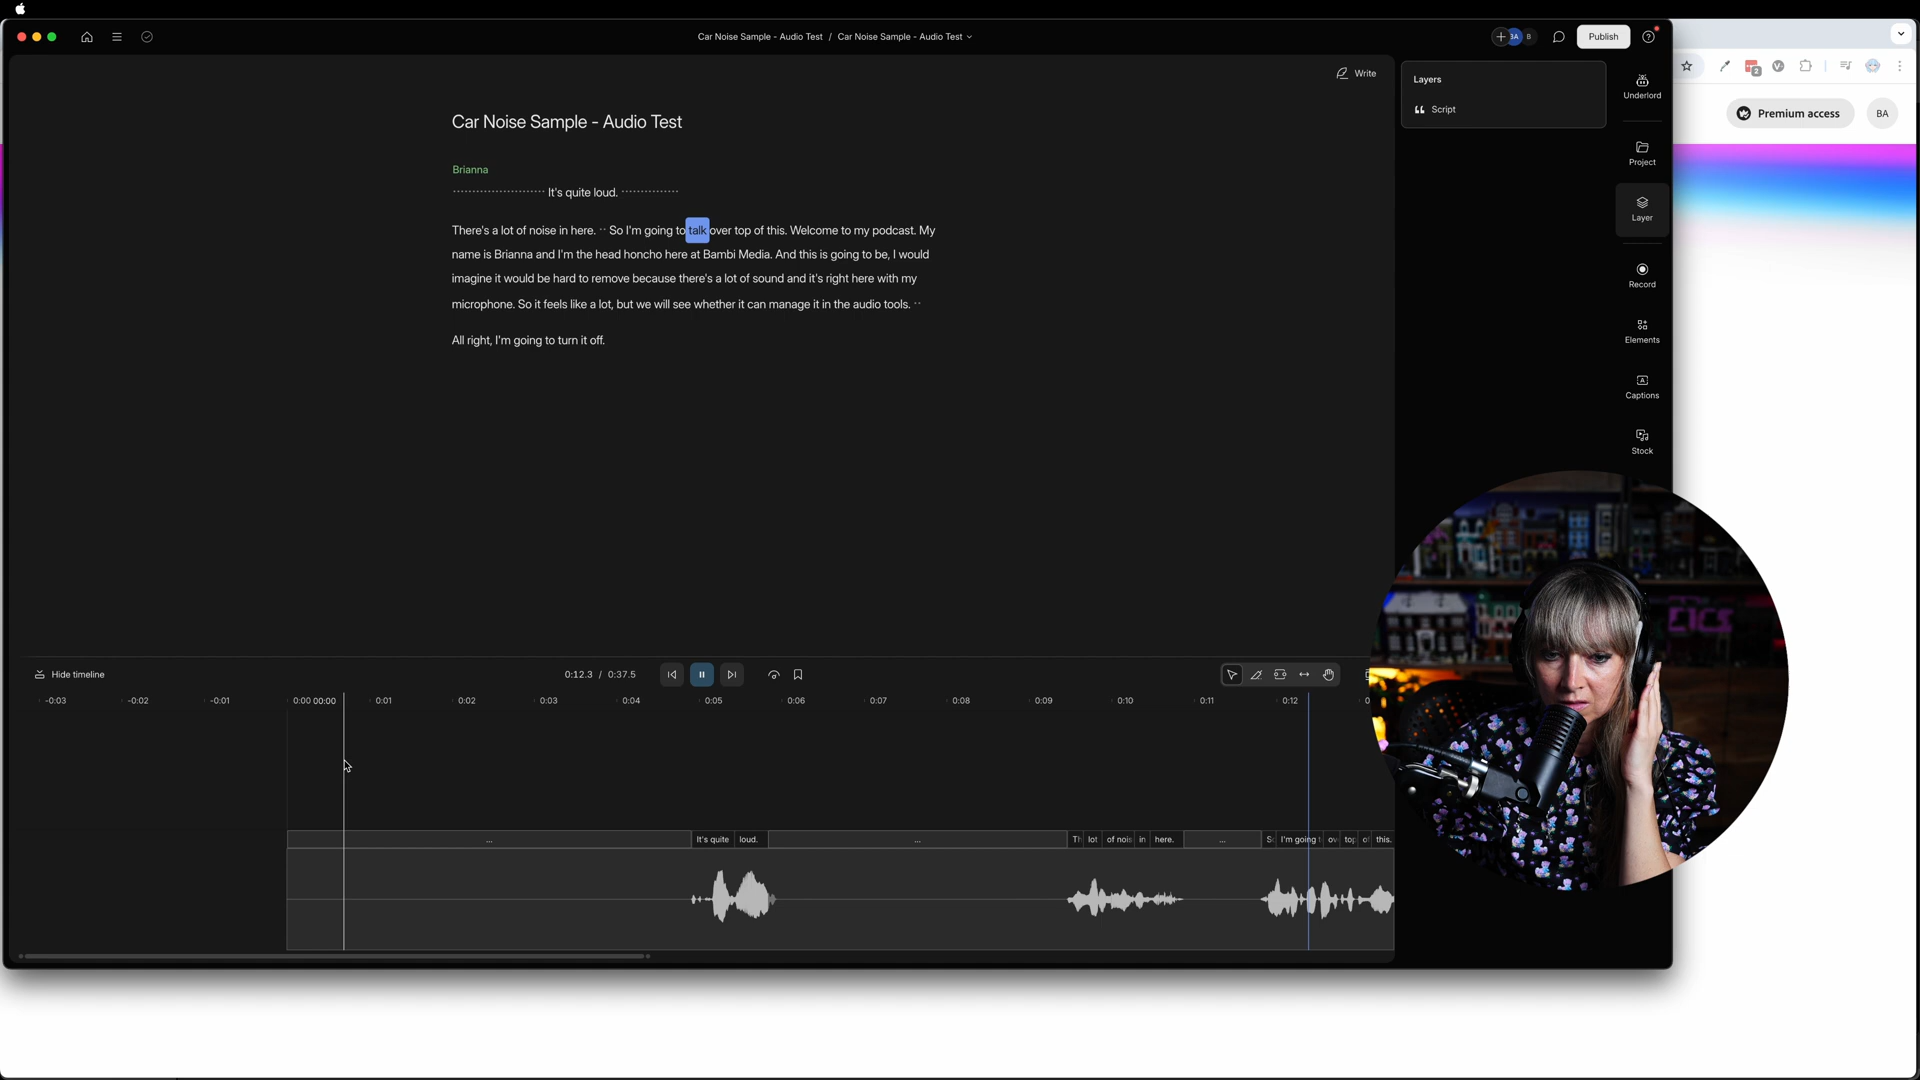 Car Noise Sample - Audio Test / Car Noise Sample - Audio Test
BA
B
Publish
2
Write
Layers
Script
Underlord
Premium access
BA
Car Noise Sample - Audio Test
Project
Brianna
It's quite loud.
Layer
There's a lot of noise in here. So I'm going to talk over top of this. Welcome to my podcast. My
name is Brianna and I'm the head honcho here at Bambi Media. And this is going to be, I would
imagine it would be hard to remove because there's a lot of sound and it's right here with my
microphone. So it feels like a lot, but we will see whether it can manage it in the audio tools.
All right, I'm going to turn it off.
Record
Elements
Captions
Stock
Hide timeline
0:12.3 / 0:37.5
-0:03 -0:02 -0:01 0:00 00:00 0:01 0:02 0:03 0:04 0:05 0:06 0:07 0:08 0:09 0:10 0:11 0:12
... It's quite loud. ... lot of nois in here. ... I'm going t ov top of this.